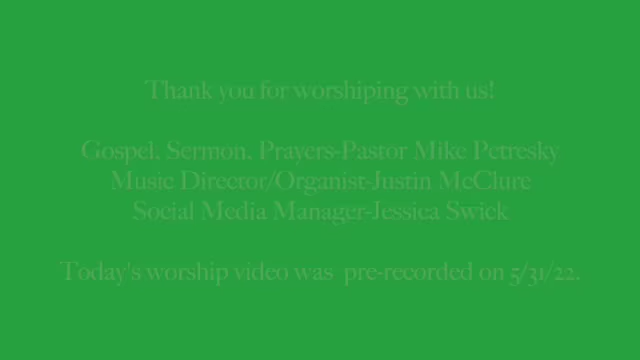 Thank you for worshiping with us!
Gospel, Sermon, Prayers-Pastor Mike Petresky
Music Director/Organist-Justin McClure
Social Media Manager-Jessica Swick
Today's worship video was  pre-recorded on 5/31/22.